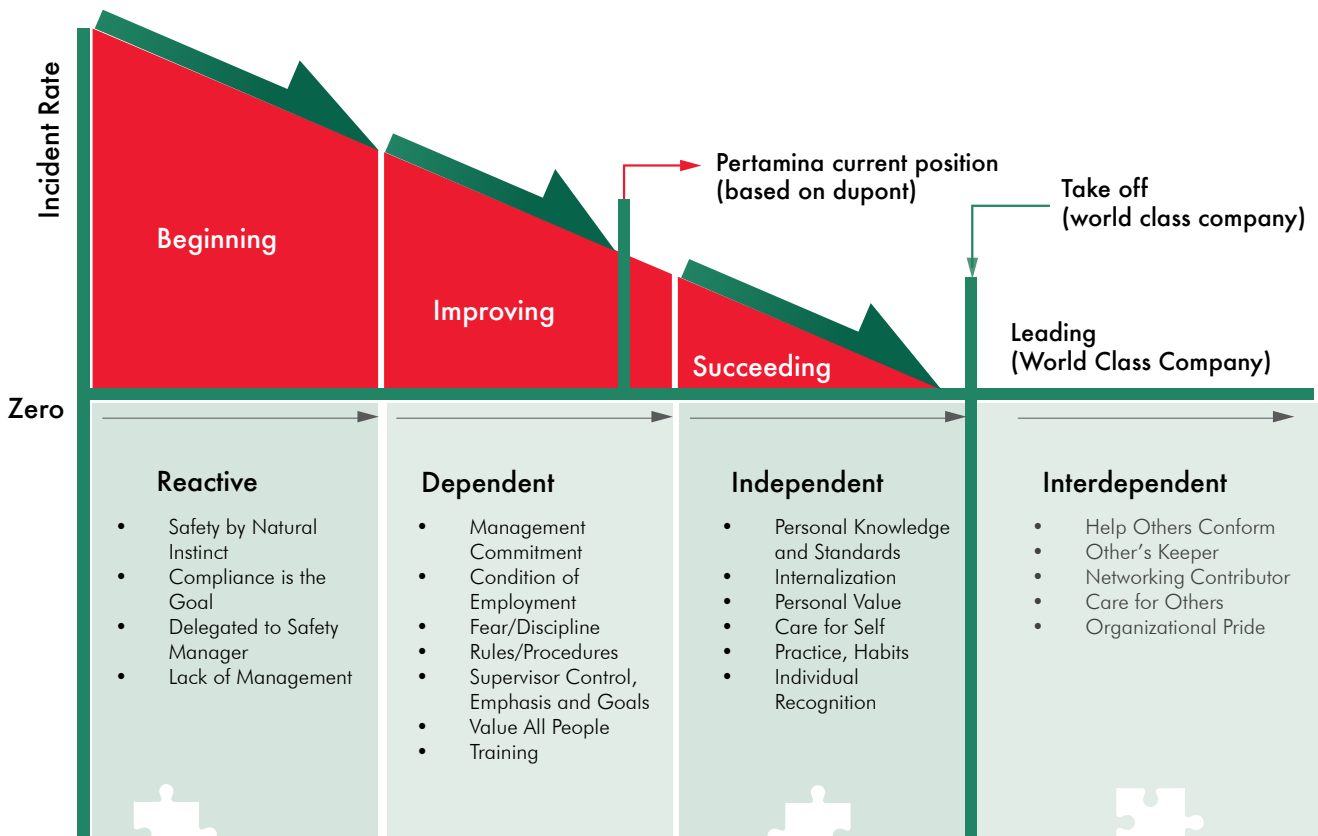 Incident Rate
Beginning
Improving
Succeeding
Pertamina current position
(based on dupont)
Take off
(world class company)
Leading
(World Class Company)
Zero
Reactive
• Safety by Natural
Instinct
• Compliance is the
Goal
• Delegated to Safety
Manager
• Lack of Management
Dependent
• Management
Commitment
• Condition of
Employment
• Fear/Discipline
• Rules/Procedures
• Supervisor Control,
Emphasis and Goals
• Value All People
• Training
Independent
• Personal Knowledge
and Standards
• Internalization
• Personal Value
• Care for Self
• Practice, Habits
• Individual
Recognition
Interdependent
• Help Others Conform
• Other's Keeper
• Networking Contributor
• Care for Others
• Organizational Pride